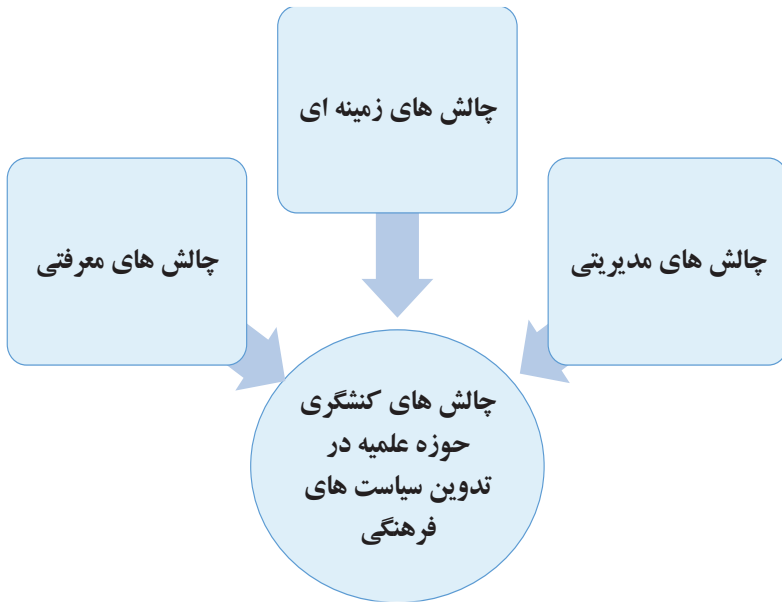 چالش های زمینه ای
چالش های مدیریتی
چالش های معرفتی
چالش های کنشگری
حوزه علمیه در
تدوین سیاست های
فرهنگی